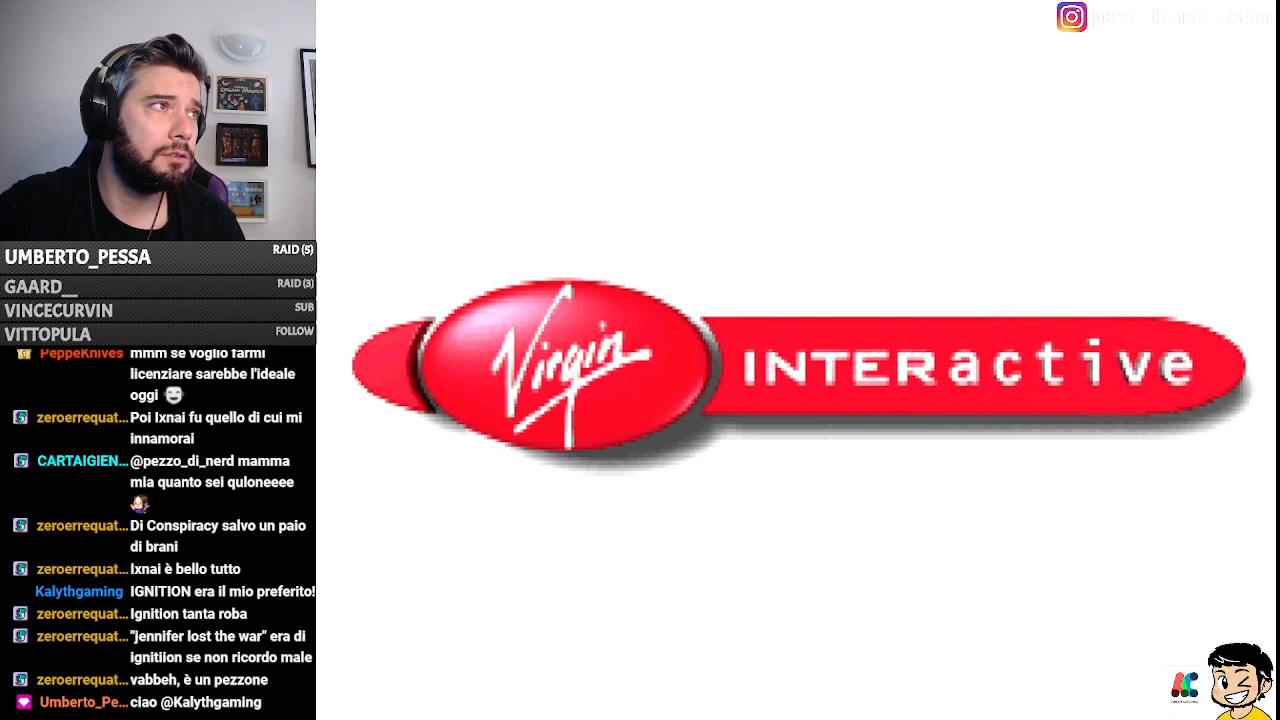 UMBERTO_PESSA RAID (5)
GAARD__ RAID (3)
VINCECURVIN SUB
VITTOPULA FOLLOW
PeppeKnives mmm se voglio farmi
licenziare sarebbe l'ideale
oggi
zeroerrequat... Poi Ixnai fu quello di cui mi
innamorai
CARTAIGIEN... @pezzo_di_nerd mamma
mia quanto sei quloneeee
zeroerrequat... Di Conspiracy salvo un paio
di brani
zeroerrequat... Ixnai è bello tutto
Kalythgaming IGNITION era il mio preferito!
zeroerrequat... Ignition tanta roba
zeroerrequat... "jennifer lost the war" era di
ignitiion se non ricordo male
zeroerrequat... vabbeh, è un pezzone
Umberto_Pe... ciao @Kalythgaming
Virgin INTERactive
AC